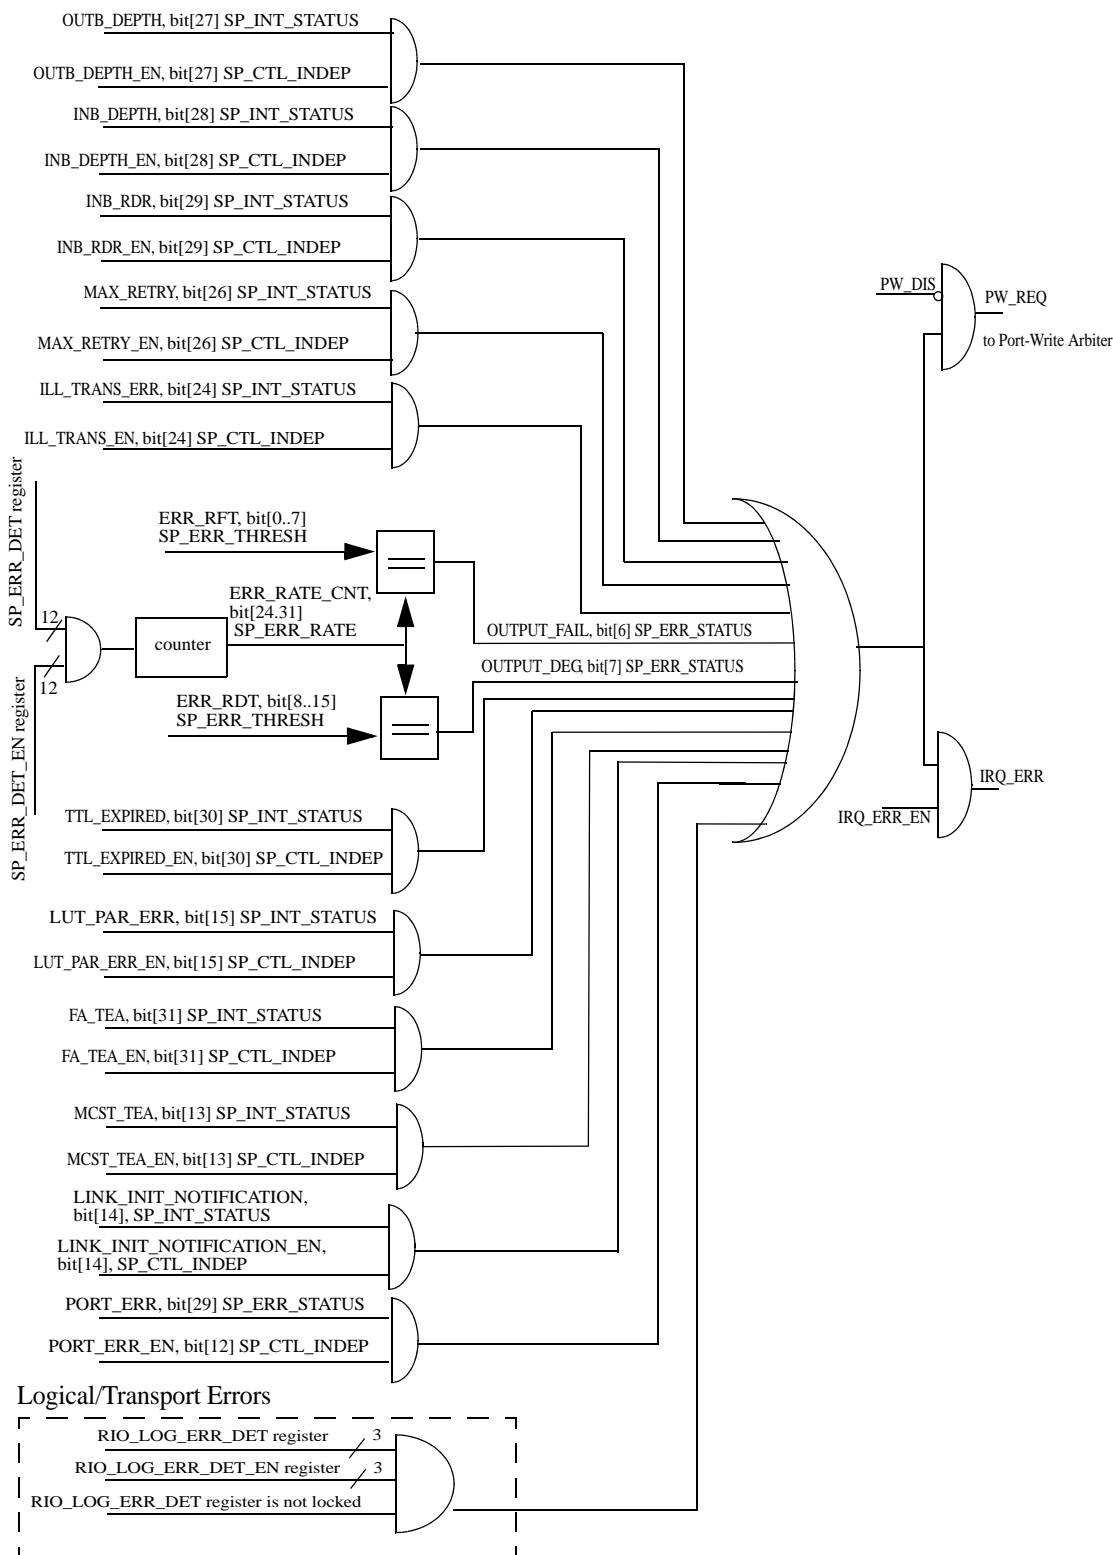 OUTB_DEPTH, bit[27] SP_INT_STATUS
OUTB_DEPTH_EN, bit[27] SP_CTL_INDEP
INB_DEPTH, bit[28] SP_INT_STATUS
INB_DEPTH_EN, bit[28] SP_CTL_INDEP
INB_RDR, bit[29] SP_INT_STATUS
INB_RDR_EN, bit[29] SP_CTL_INDEP
MAX_RETRY, bit[26] SP_INT_STATUS
MAX_RETRY_EN, bit[26] SP_CTL_INDEP
ILL_TRANS_ERR, bit[24] SP_INT_STATUS
ILL_TRANS_EN, bit[24] SP_CTL_INDEP
PW_DIS
PW_REQ
to Port-Write Arbiter
SP_ERR_DET register
12
SP_ERR_DET_EN register
12
counter
ERR_RFT, bit[0..7]
SP_ERR_THRESH
ERR_RATE_CNT,
bit[24.31]
SP_ERR_RATE
ERR_RDT, bit[8..15]
SP_ERR_THRESH
OUTPUT_FAIL, bit[6] SP_ERR_STATUS
OUTPUT_DEG, bit[7] SP_ERR_STATUS
IRQ_ERR
IRQ_ERR_EN
TTL_EXPIRED, bit[30] SP_INT_STATUS
TTL_EXPIRED_EN, bit[30] SP_CTL_INDEP
LUT_PAR_ERR, bit[15] SP_INT_STATUS
LUT_PAR_ERR_EN, bit[15] SP_CTL_INDEP
FA_TEA, bit[31] SP_INT_STATUS
FA_TEA_EN, bit[31] SP_CTL_INDEP
MCST_TEA, bit[13] SP_INT_STATUS
MCST_TEA_EN, bit[13] SP_CTL_INDEP
LINK_INIT_NOTIFICATION,
bit[14], SP_INT_STATUS
LINK_INIT_NOTIFICATION_EN,
bit[14], SP_CTL_INDEP
PORT_ERR, bit[29] SP_ERR_STATUS
PORT_ERR_EN, bit[12] SP_CTL_INDEP
Logical/Transport Errors
RIO_LOG_ERR_DET register 3
RIO_LOG_ERR_DET_EN register 3
RIO_LOG_ERR_DET register is not locked